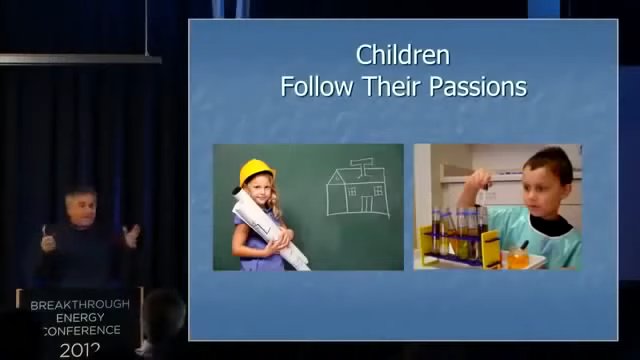 Children
Follow Their Passions
BREAKTHROUGH
ENERGY
CONFERENCE
2012